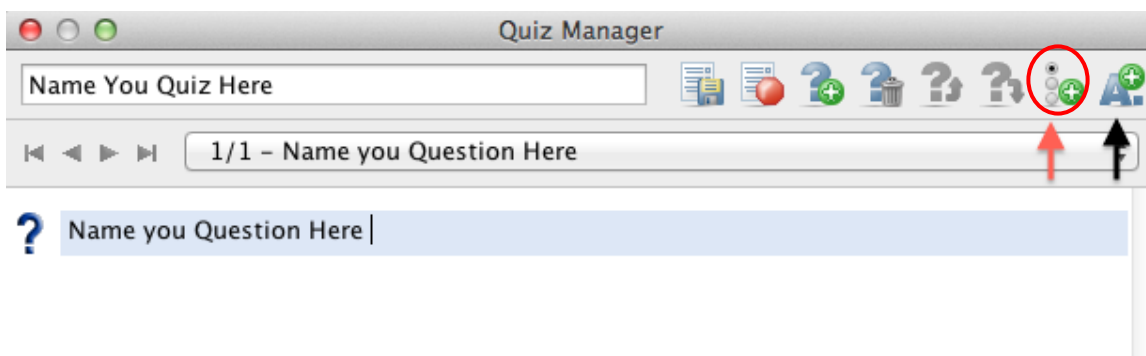 Quiz Manager
Name You Quiz Here
1/1 – Name you Question Here
Name you Question Here